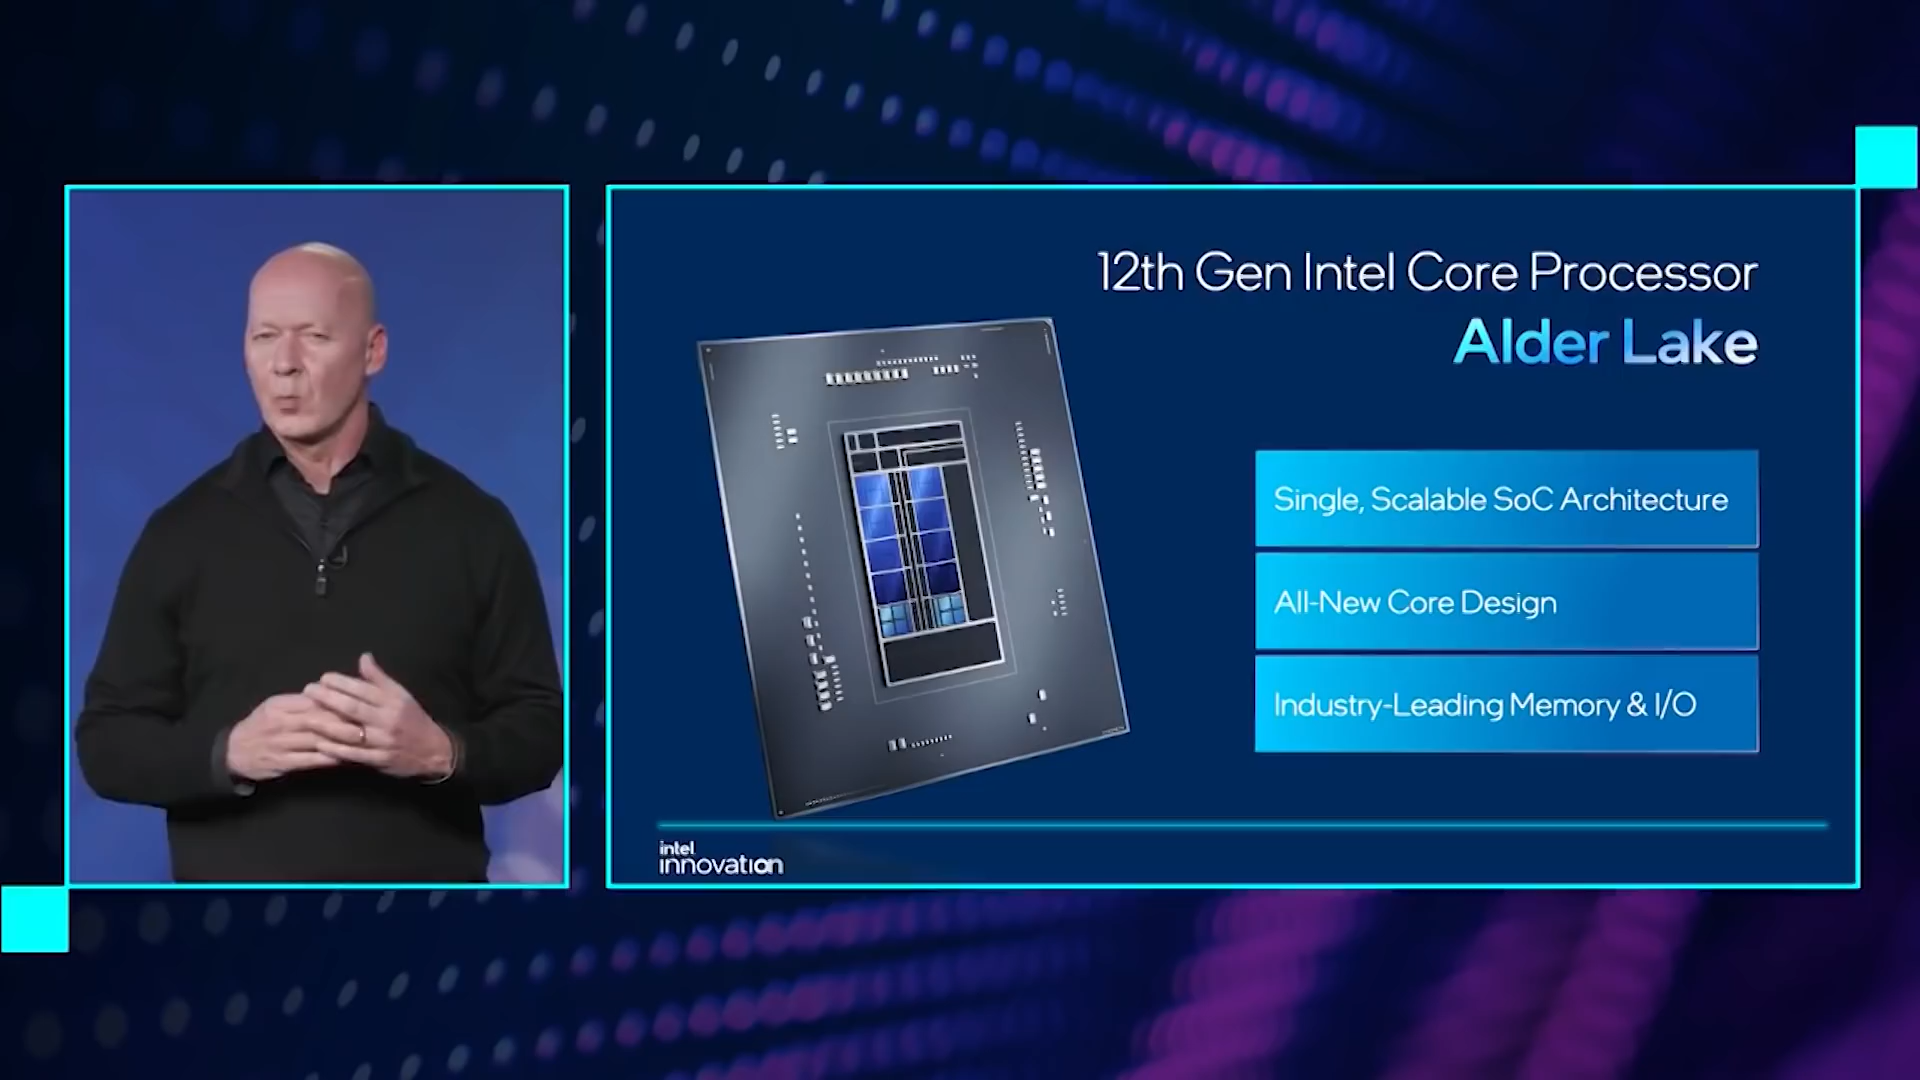 12th Gen Intel Core Processor
Alder Lake
Single, Scalable SoC Architecture
All-New Core Design
Industry-Leading Memory & I/O
intel
innovation